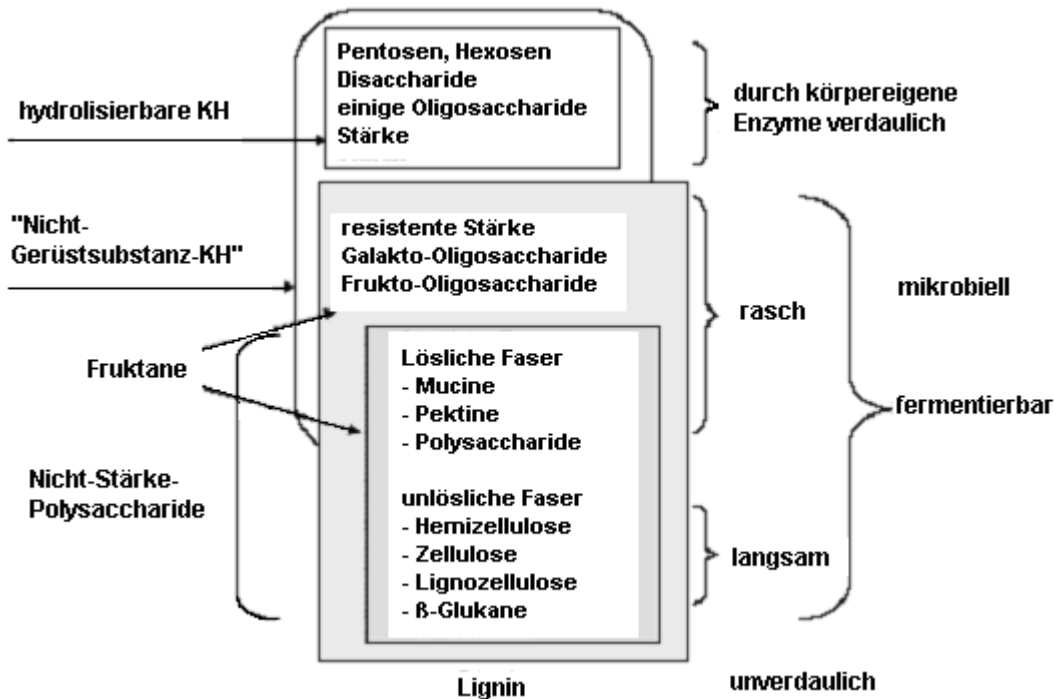 Pentosen, Hexosen
Disaccharide
einige Oligosaccharide
Stärke
hydrolisierbare KH
durch körpereigene
Enzyme verdaulich
"Nicht-
Gerüstsubstanz-KH"
resistente Stärke
Galakto-Oligosaccharide
Frukto-Oligosaccharide
rasch
mikrobiell
fermentierbar
Fruktane
Lösliche Faser
- Mucine
- Pektine
- Polysaccharide
Nicht-Stärke-
Polysaccharide
unlösliche Faser
- Hemizellulose
- Zellulose
- Lignozellulose
- ß-Glukane
langsam
Lignin
unverdaulich